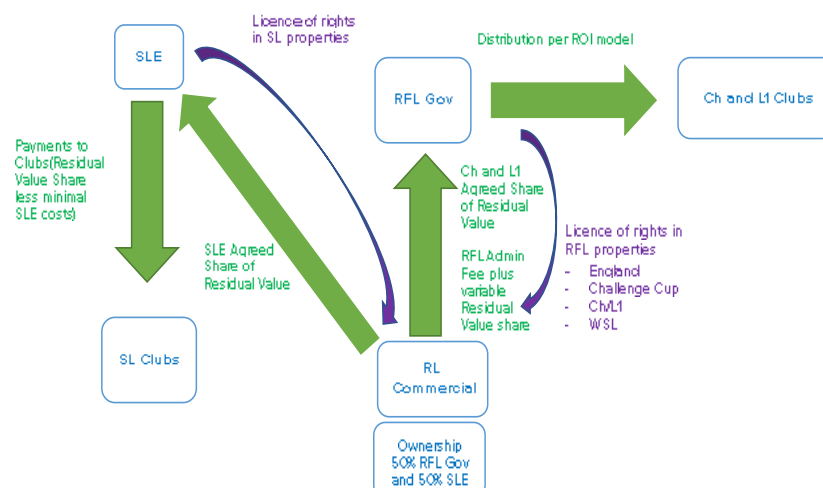 Licence of rights
in SL properties
SLE
Distribution per ROI model
RFL Gov
Ch and L1 Clubs
Payments to
Clubs(Residual
Value Share
less minimal
SLE costs)
Ch and L1
Agreed Share
of Residual
Value
SLE Agreed
Share of
Residual Value
RFL Admin
Fee plus
variable
Residual
Value share
Licence of rights in
RFL properties
- England
- Challenge Cup
- Ch/L1
- WSL
SL Clubs
RL
Commercial
Ownership
50% RFL Gov
and 50% SLE